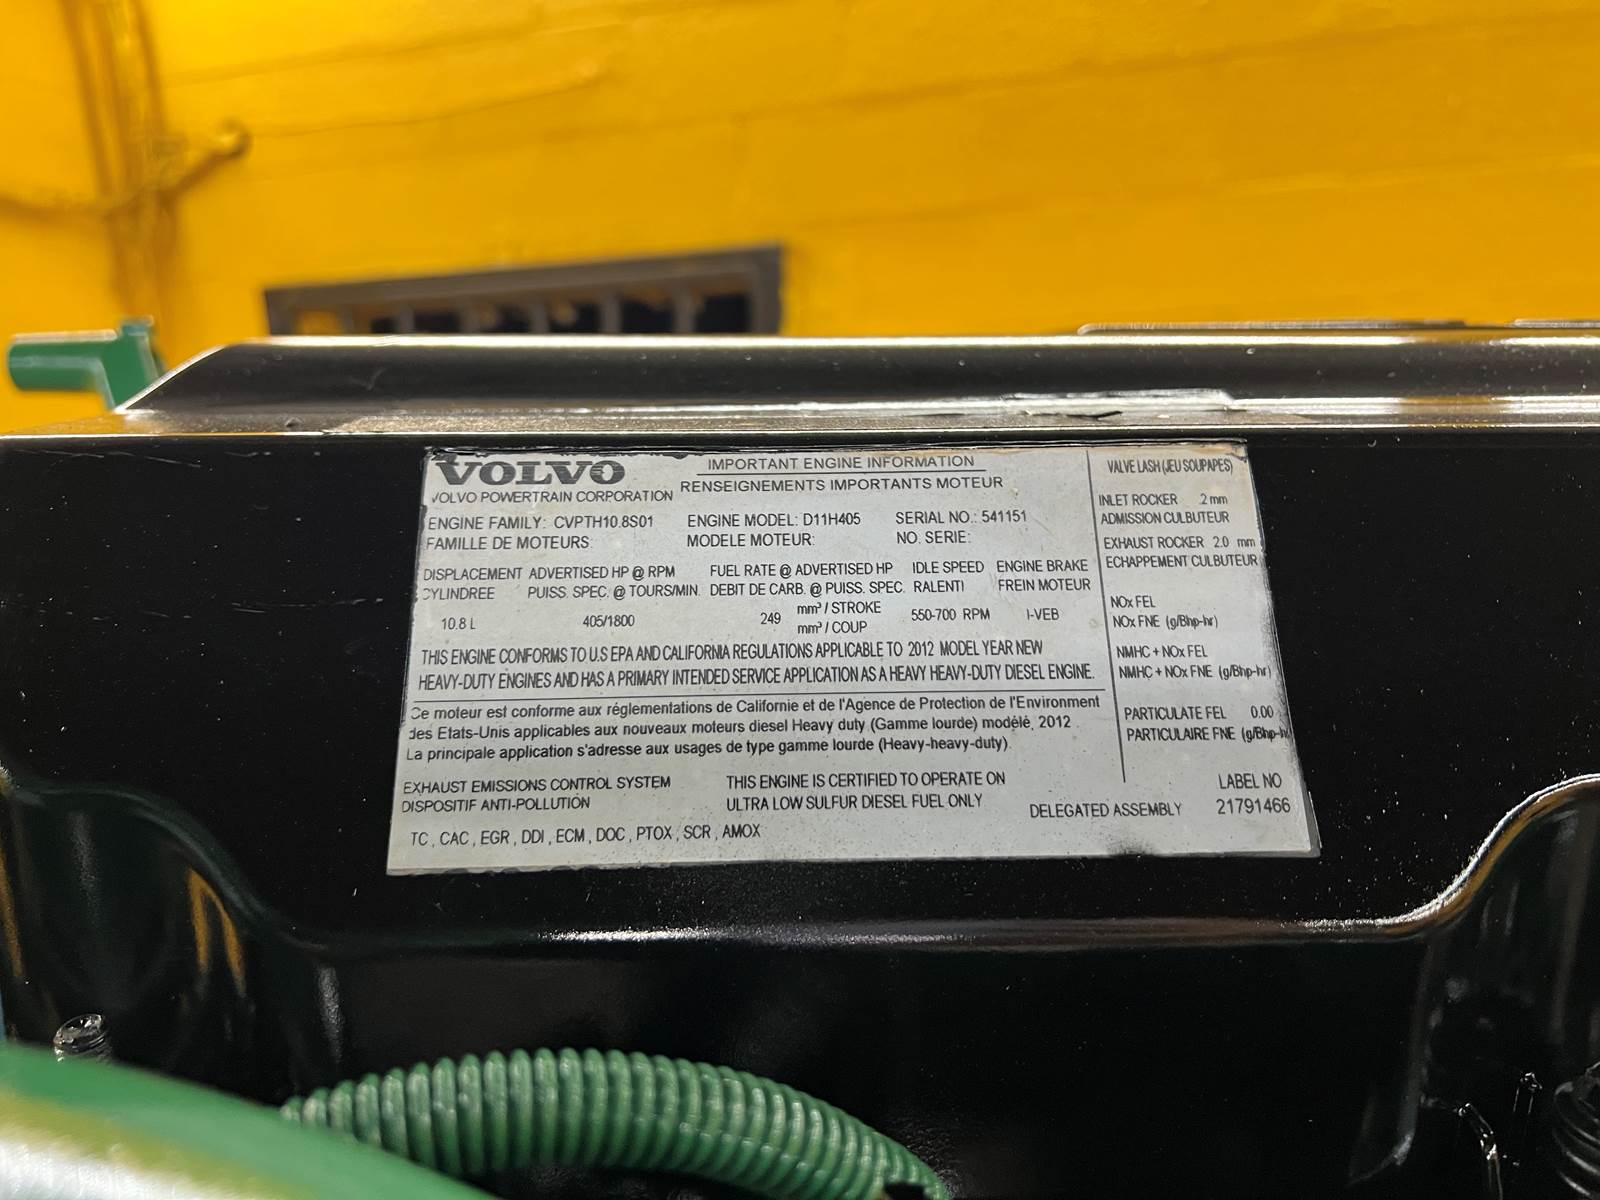 VOLVO
VOLVO POWERTRAIN CORPORATION
IMPORTANT ENGINE INFORMATION
RENSEIGNEMENTS IMPORTANTS MOTEUR
ENGINE FAMILY: CVPTH10.8S01 ENGINE MODEL: D11H405 SERIAL NO.: 541151
FAMILLE DE MOTEURS: MODELE MOTEUR: NO. SERIE:
DISPLACEMENT ADVERTISED HP @ RPM FUEL RATE @ ADVERTISED HP IDLE SPEED ENGINE BRAKE
CYLINDREE PUISS. SPEC. @ TOURS/MIN. DEBIT DE CARB. @ PUISS. SPEC. RALENTI FREIN MOTEUR
10.8 L 405/1800 249 mm³ / STROKE 550-700 RPM I-VEB
mm³ / COUP
THIS ENGINE CONFORMS TO U.S EPA AND CALIFORNIA REGULATIONS APPLICABLE TO 2012 MODEL YEAR NEW
HEAVY-DUTY ENGINES AND HAS A PRIMARY INTENDED SERVICE APPLICATION AS A HEAVY HEAVY-DUTY DIESEL ENGINE.
Ce moteur est conforme aux réglementations de Californie et de l'Agence de Protection de l'Environment
des Etats-Unis applicables aux nouveaux moteurs diesel Heavy duty (Gamme lourde) modélé, 2012 .
La principale application s'adresse aux usages de type gamme lourde (Heavy-heavy-duty).
EXHAUST EMISSIONS CONTROL SYSTEM
DISPOSITIF ANTI-POLLUTION
TC , CAC , EGR , DDI , ECM , DOC , PTOX , SCR , AMOX
THIS ENGINE IS CERTIFIED TO OPERATE ON
ULTRA LOW SULFUR DIESEL FUEL ONLY
DELEGATED ASSEMBLY
VALVE LASH (JEU SOUPAPES)
INLET ROCKER .2 mm
ADMISSION CULBUTEUR
EXHAUST ROCKER 2.0 mm
ECHAPPEMENT CULBUTEUR
NOx FEL
NOx FNE (g/Bhp-hr)
NMHC + NOx FEL
NMHC + NOx FNE (g/Bhp-hr)
PARTICULATE FEL 0.00
PARTICULAIRE FNE (g/Bhp-hr
LABEL NO
21791466